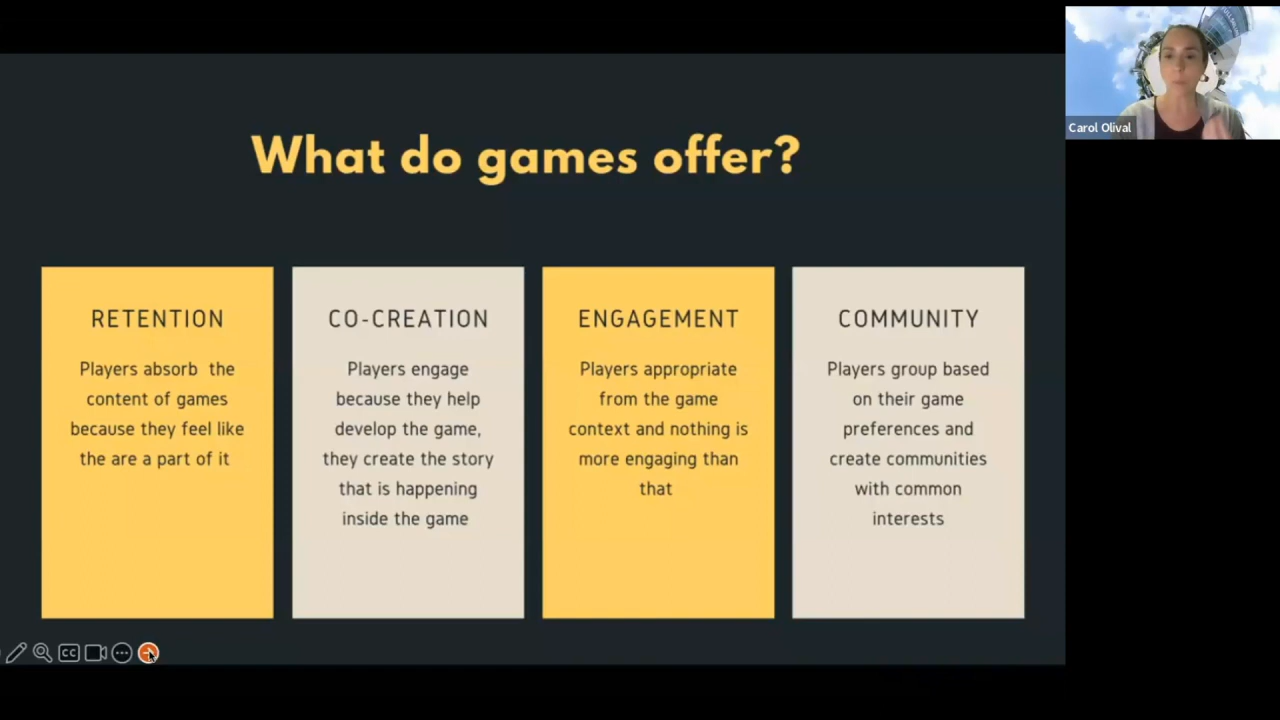 What do games offer?
RETENTION
Players absorb the
content of games
because they feel like
the are a part of it
CO-CREATION
Players engage
because they help
develop the game,
they create the story
that is happening
inside the game
ENGAGEMENT
Players appropriate
from the game
context and nothing is
more engaging than
that
COMMUNITY
Players group based
on their game
preferences and
create communities
with common
interests
Carol Olival
CC